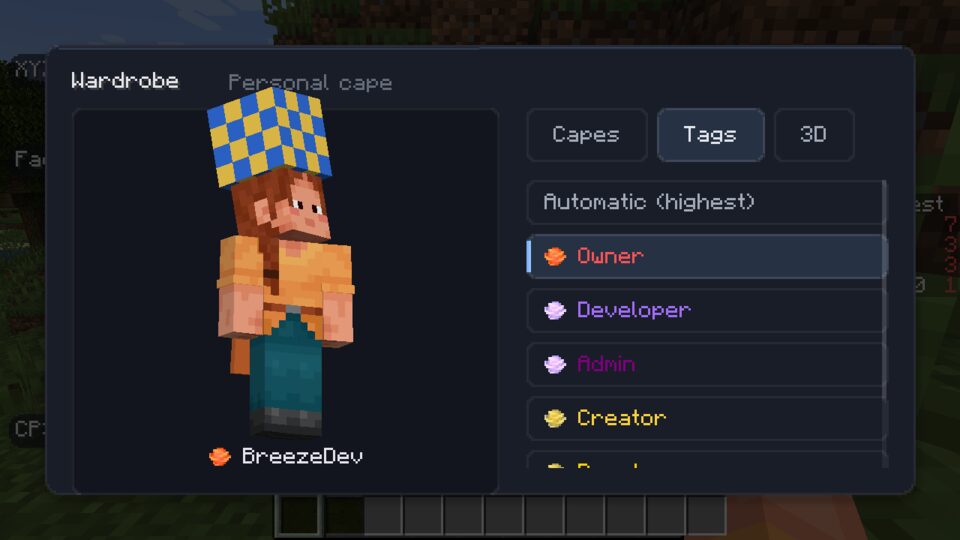 Wardrobe
Personal cape
Capes
Tags
3D
Automatic (highest)
Owner
Developer
Admin
Creator
BreezeDev